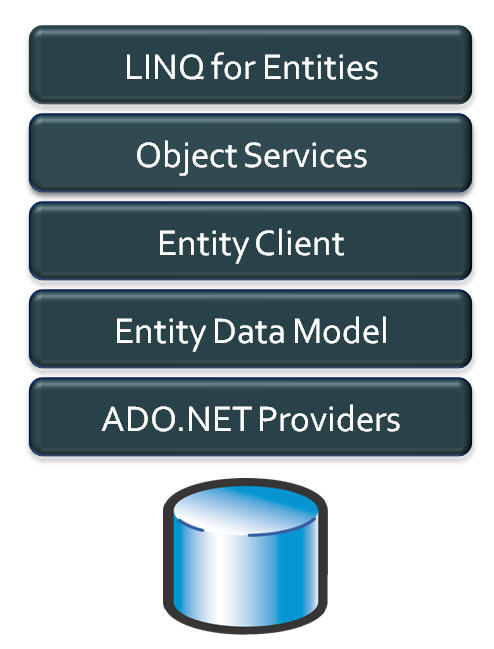 LINQ for Entities
Object Services
Entity Client
Entity Data Model
ADO.NET Providers